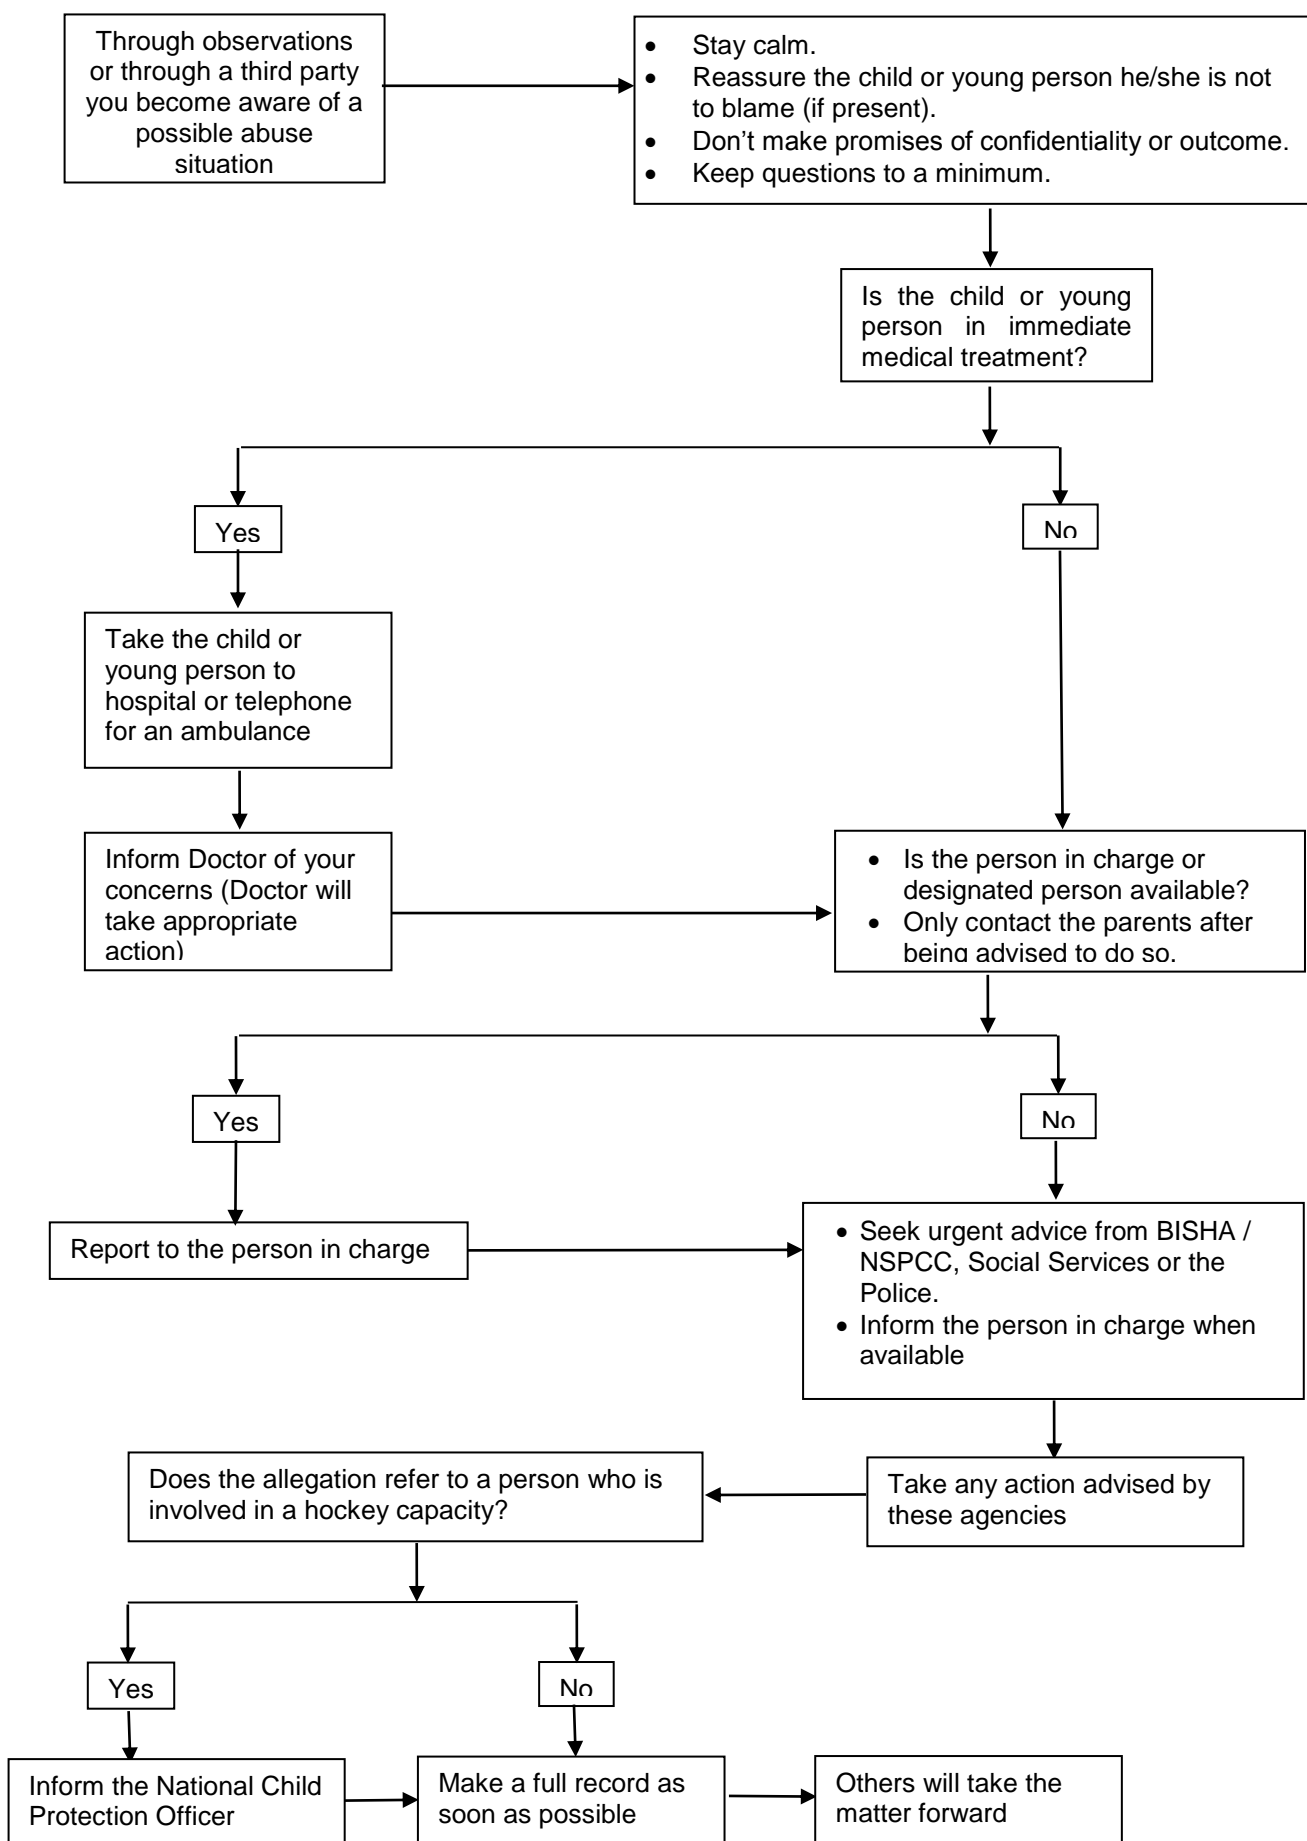 Through observations
or through a third party
you become aware of a
possible abuse
situation
• Stay calm.
• Reassure the child or young person he/she is not
to blame (if present).
• Don’t make promises of confidentiality or outcome.
• Keep questions to a minimum.
Is the child or young
person in immediate
medical treatment?
Yes
No
Take the child or
young person to
hospital or telephone
for an ambulance
Inform Doctor of your
concerns (Doctor will
take appropriate
action)
• Is the person in charge or
designated person available?
• Only contact the parents after
being advised to do so.
Yes
No
Report to the person in charge
• Seek urgent advice from BISHA /
NSPCC, Social Services or the
Police.
• Inform the person in charge when
available
Does the allegation refer to a person who is
involved in a hockey capacity?
Take any action advised by
these agencies
Yes
No
Inform the National Child
Protection Officer
Make a full record as
soon as possible
Others will take the
matter forward